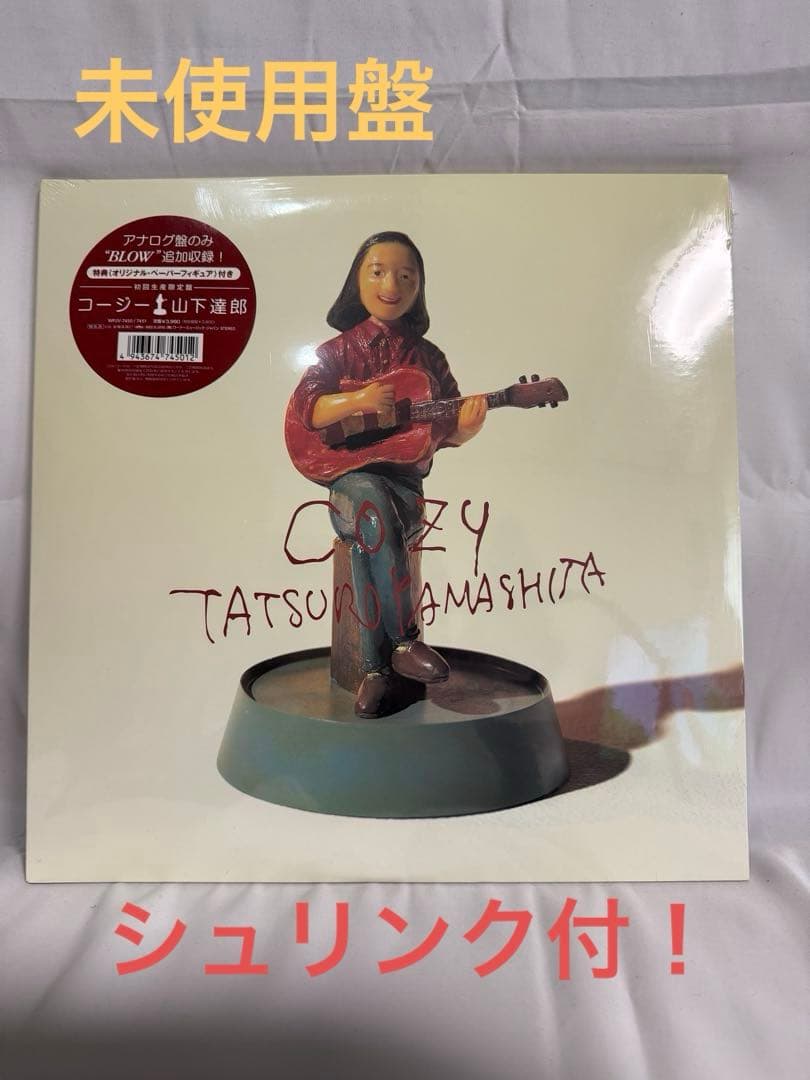 未使用盤
アナログ盤のみ
"BLOW"追加収録！
特典〈オリジナル・ペーパーフィギュア〉付き
初回生産限定盤
コージー 山下達郎
4 943674 745012
COZY
TATSURO YAMASHITA
シュリンク付！